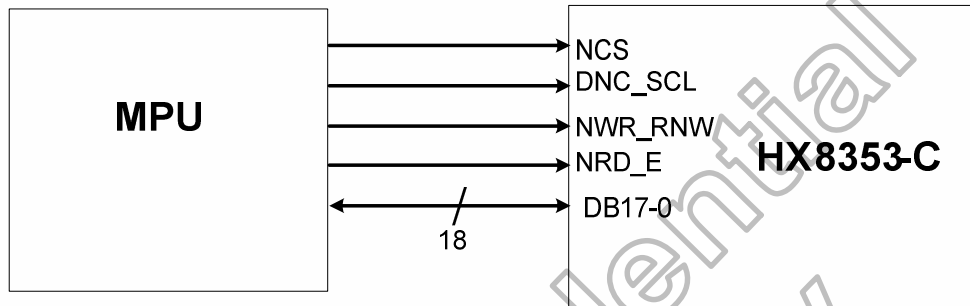 MPU
NCS
DNC_SCL
NWR_RNW
NRD_E
DB17-0
18
HX8353-C